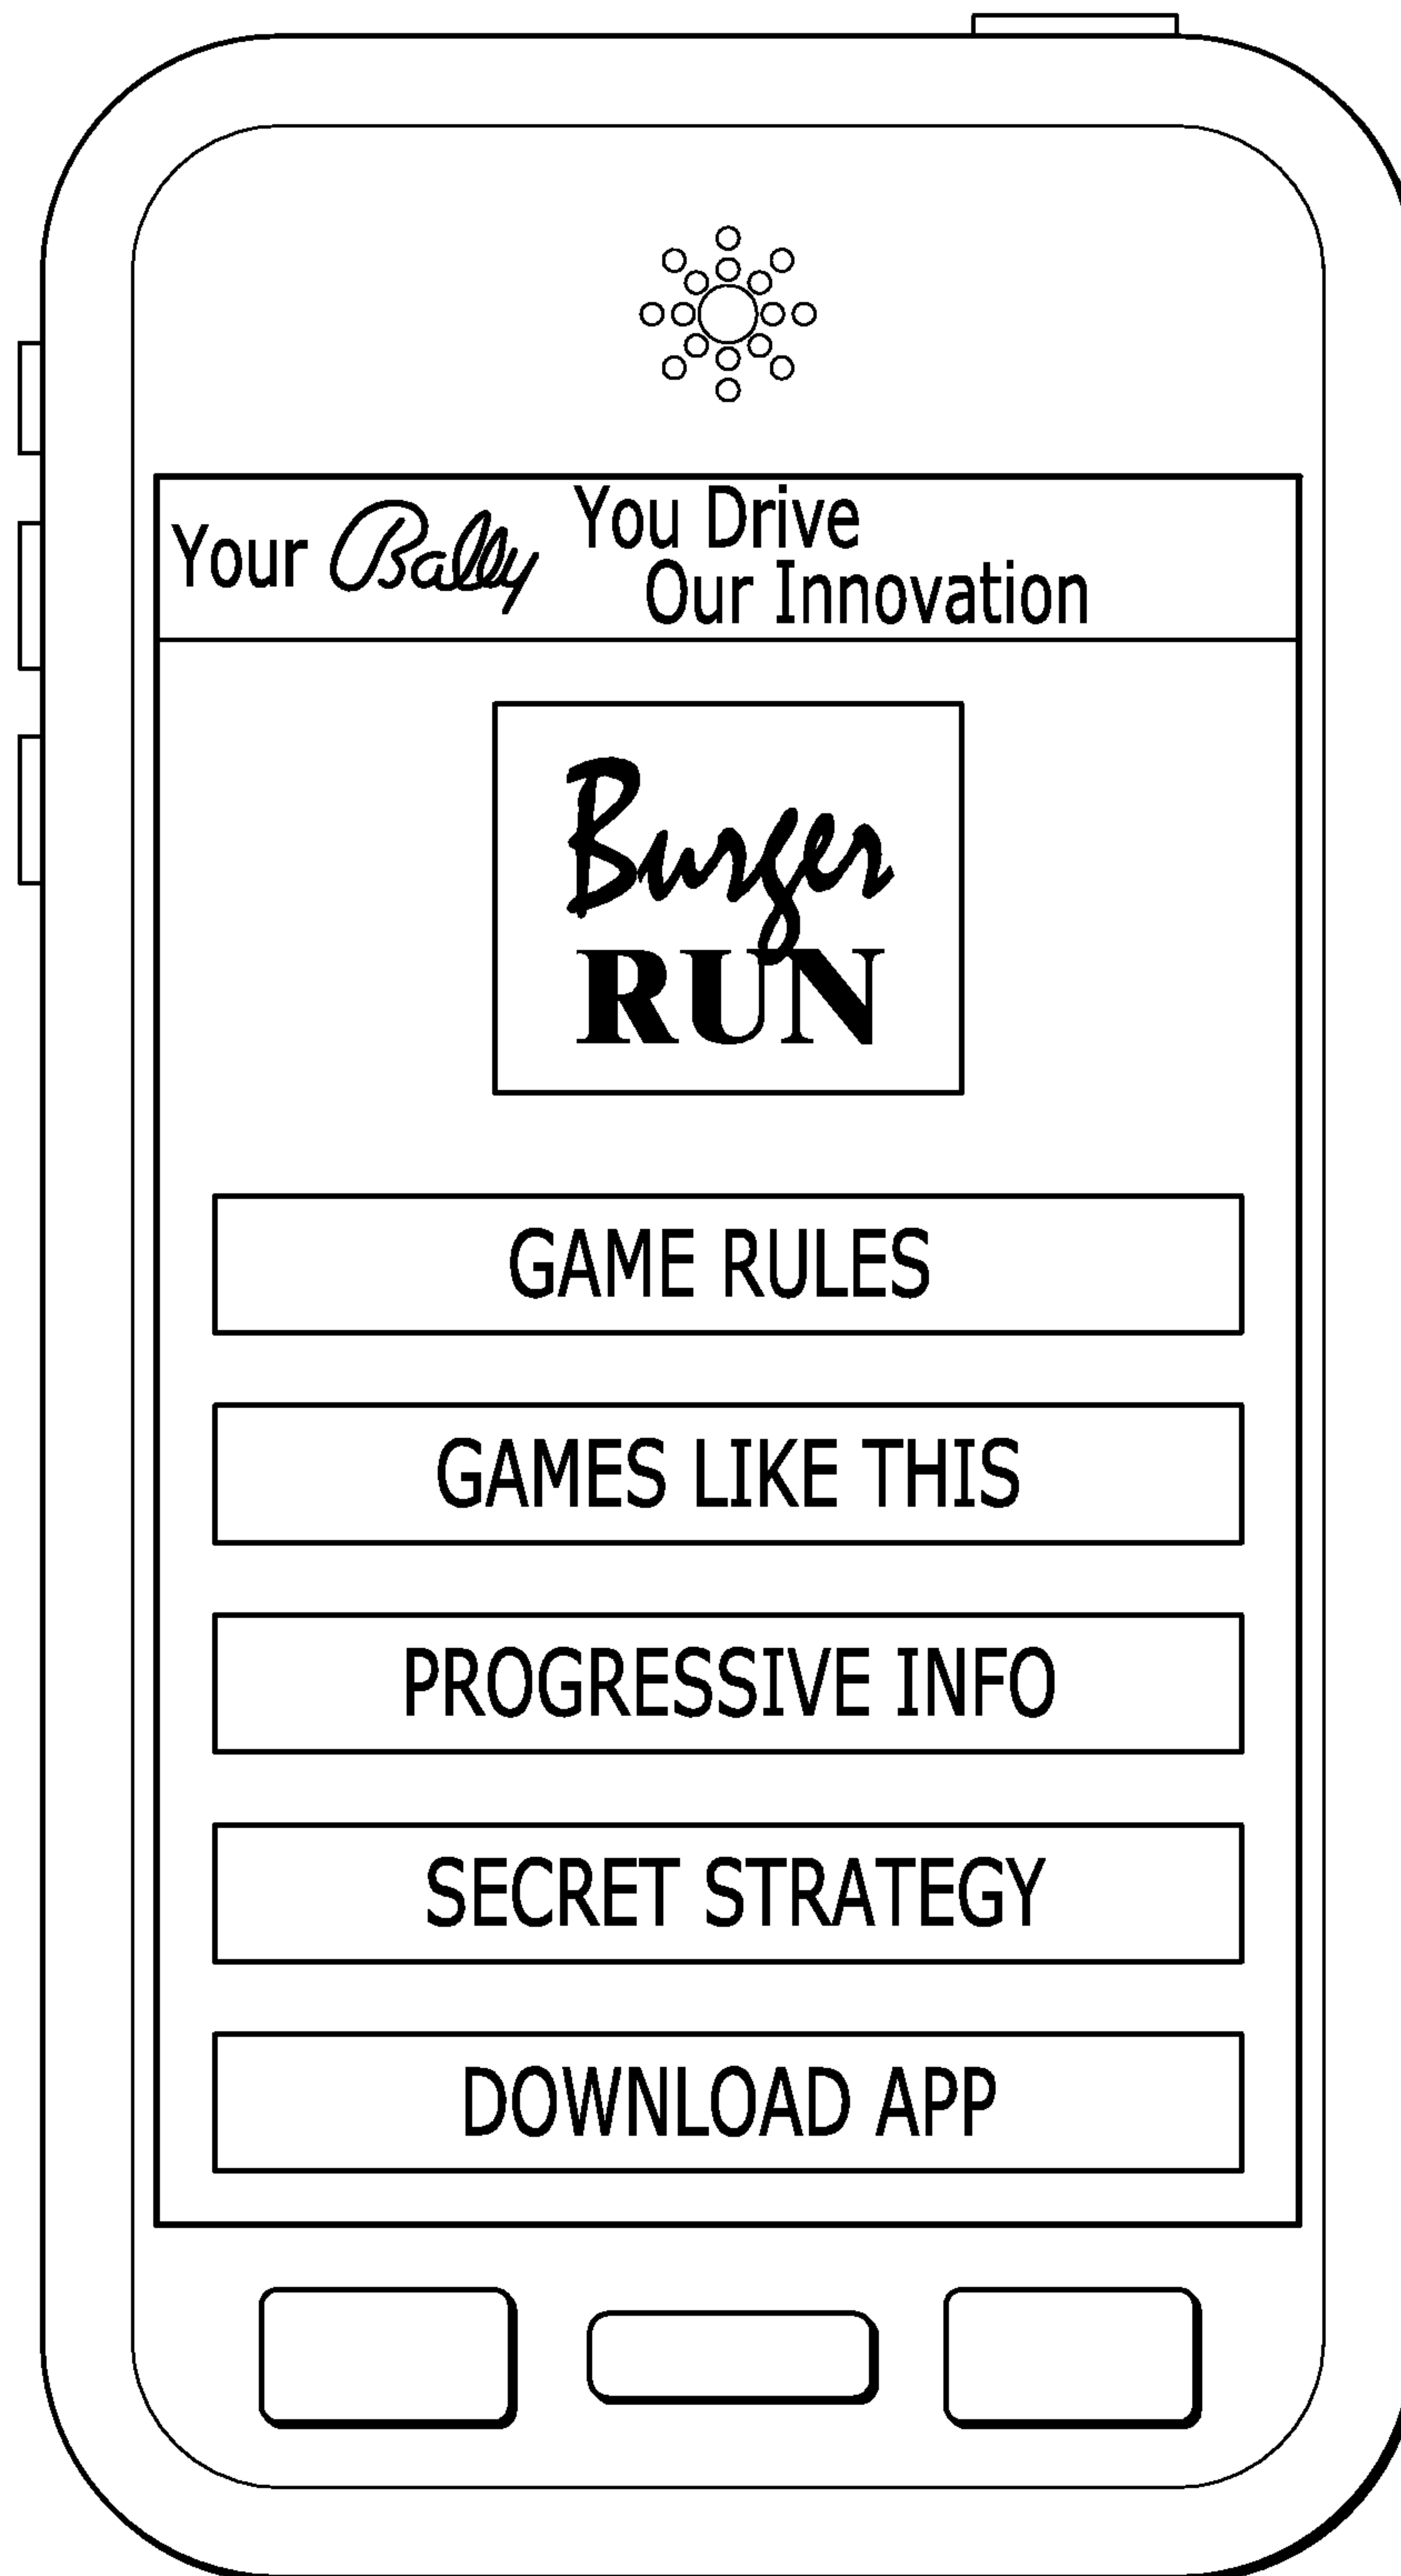 Your Bally You Drive
Our Innovation
Burger
RUN
GAME RULES
GAMES LIKE THIS
PROGRESSIVE INFO
SECRET STRATEGY
DOWNLOAD APP